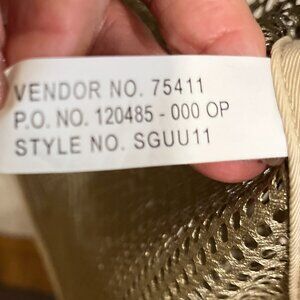 VENDOR NO. 75411
P.O. NO. 120485 - 000 OP
STYLE NO. SGUU11